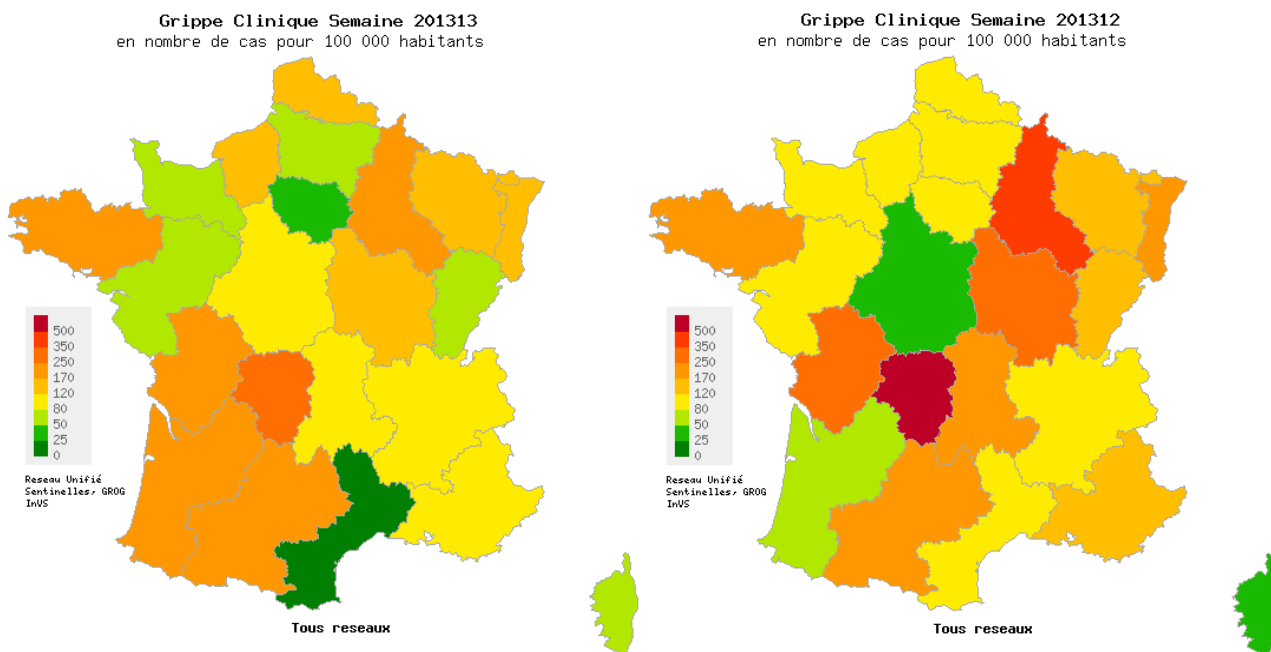 Grippe Clinique Semaine 201313
en nombre de cas pour 100 000 habitants
500
350
250
170
120
80
50
25
0
Reseau Unifié
Sentinelles, GROG
InVS
Tous reseaux
Grippe Clinique Semaine 201312
en nombre de cas pour 100 000 habitants
500
350
250
170
120
80
50
25
0
Reseau Unifié
Sentinelles, GROG
InVS
Tous reseaux